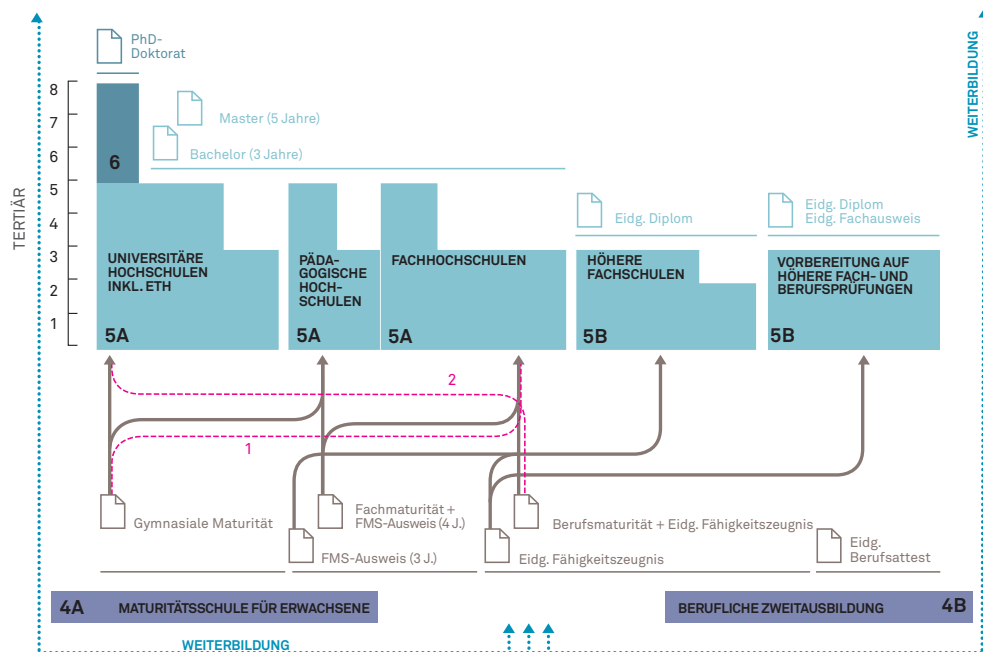 PhD-
Doktorat
WEITERBILDUNG
8
7
6
5
4
3
2
1
TERTIÄR
Master (5 Jahre)
Bachelor (3 Jahre)
6
Eidg. Diplom
Eidg. Diplom
Eidg. Fachausweis
UNIVERSITÄRE
HOCHSCHULEN
INKL. ETH
5A
PÄDA-
GOGISCHE
HOCH-
SCHULEN
5A
FACHHOCHSCHULEN
5A
HÖHERE
FACHSCHULEN
5B
VORBEREITUNG AUF
HÖHERE FACH- UND
BERUFSPRÜFUNGEN
5B
2
1
Gymnasiale Maturität
Fachmaturität +
FMS-Ausweis (4 J.)
Berufsmaturität + Eidg. Fähigkeitszeugnis
FMS-Ausweis (3 J.)
Eidg. Fähigkeitszeugnis
Eidg.
Berufsattest
4A MATURITÄTSSCHULE FÜR ERWACHSENE
BERUFLICHE ZWEITAUSBILDUNG 4B
WEITERBILDUNG